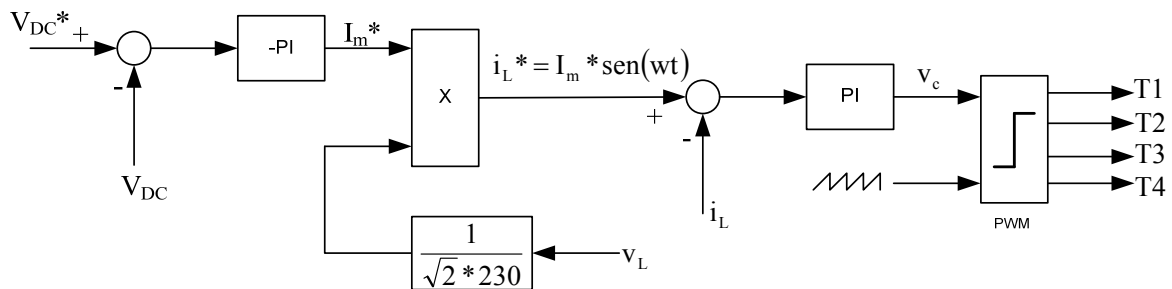 V_DC* +
-
V_DC
-PI
I_m*
X
i_L* = I_m* sen(wt)
+
-
i_L
PI
v_c
T1
T2
T3
T4
PWM
1
√2 * 230
v_L